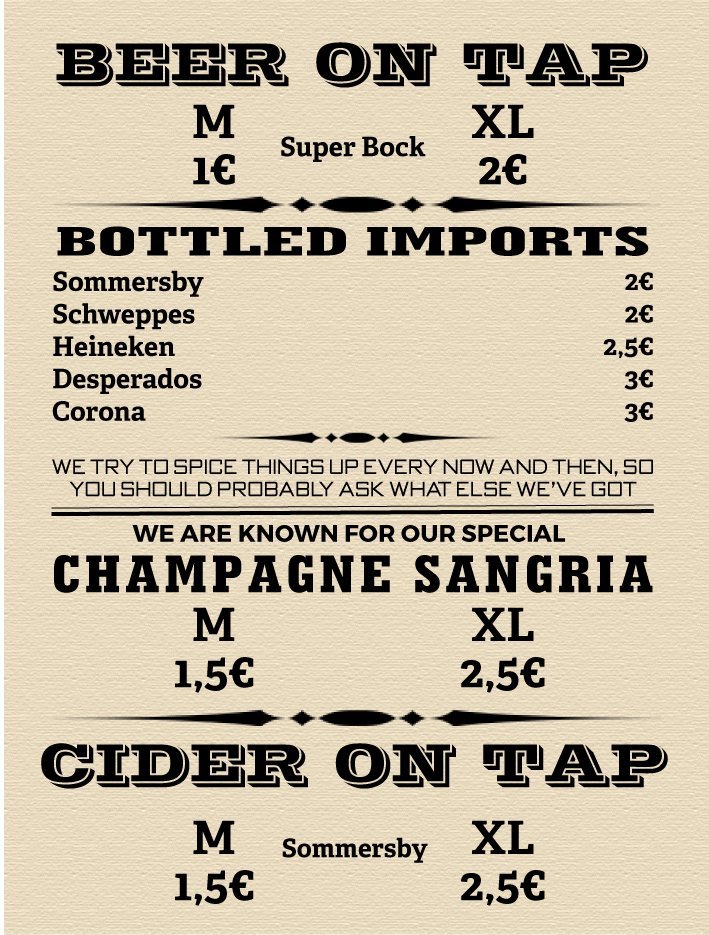 BEER ON TAP
M Super Bock XL
1€ 2€
BOTTLED IMPORTS
Sommersby 2€
Schweppes 2€
Heineken 2,5€
Desperados 3€
Corona 3€
WE TRY TO SPICE THINGS UP EVERY NOW AND THEN, SO
YOU SHOULD PROBABLY ASK WHAT ELSE WE'VE GOT
WE ARE KNOWN FOR OUR SPECIAL
CHAMPAGNE SANGRIA
M XL
1,5€ 2,5€
CIDER ON TAP
M Sommersby XL
1,5€ 2,5€